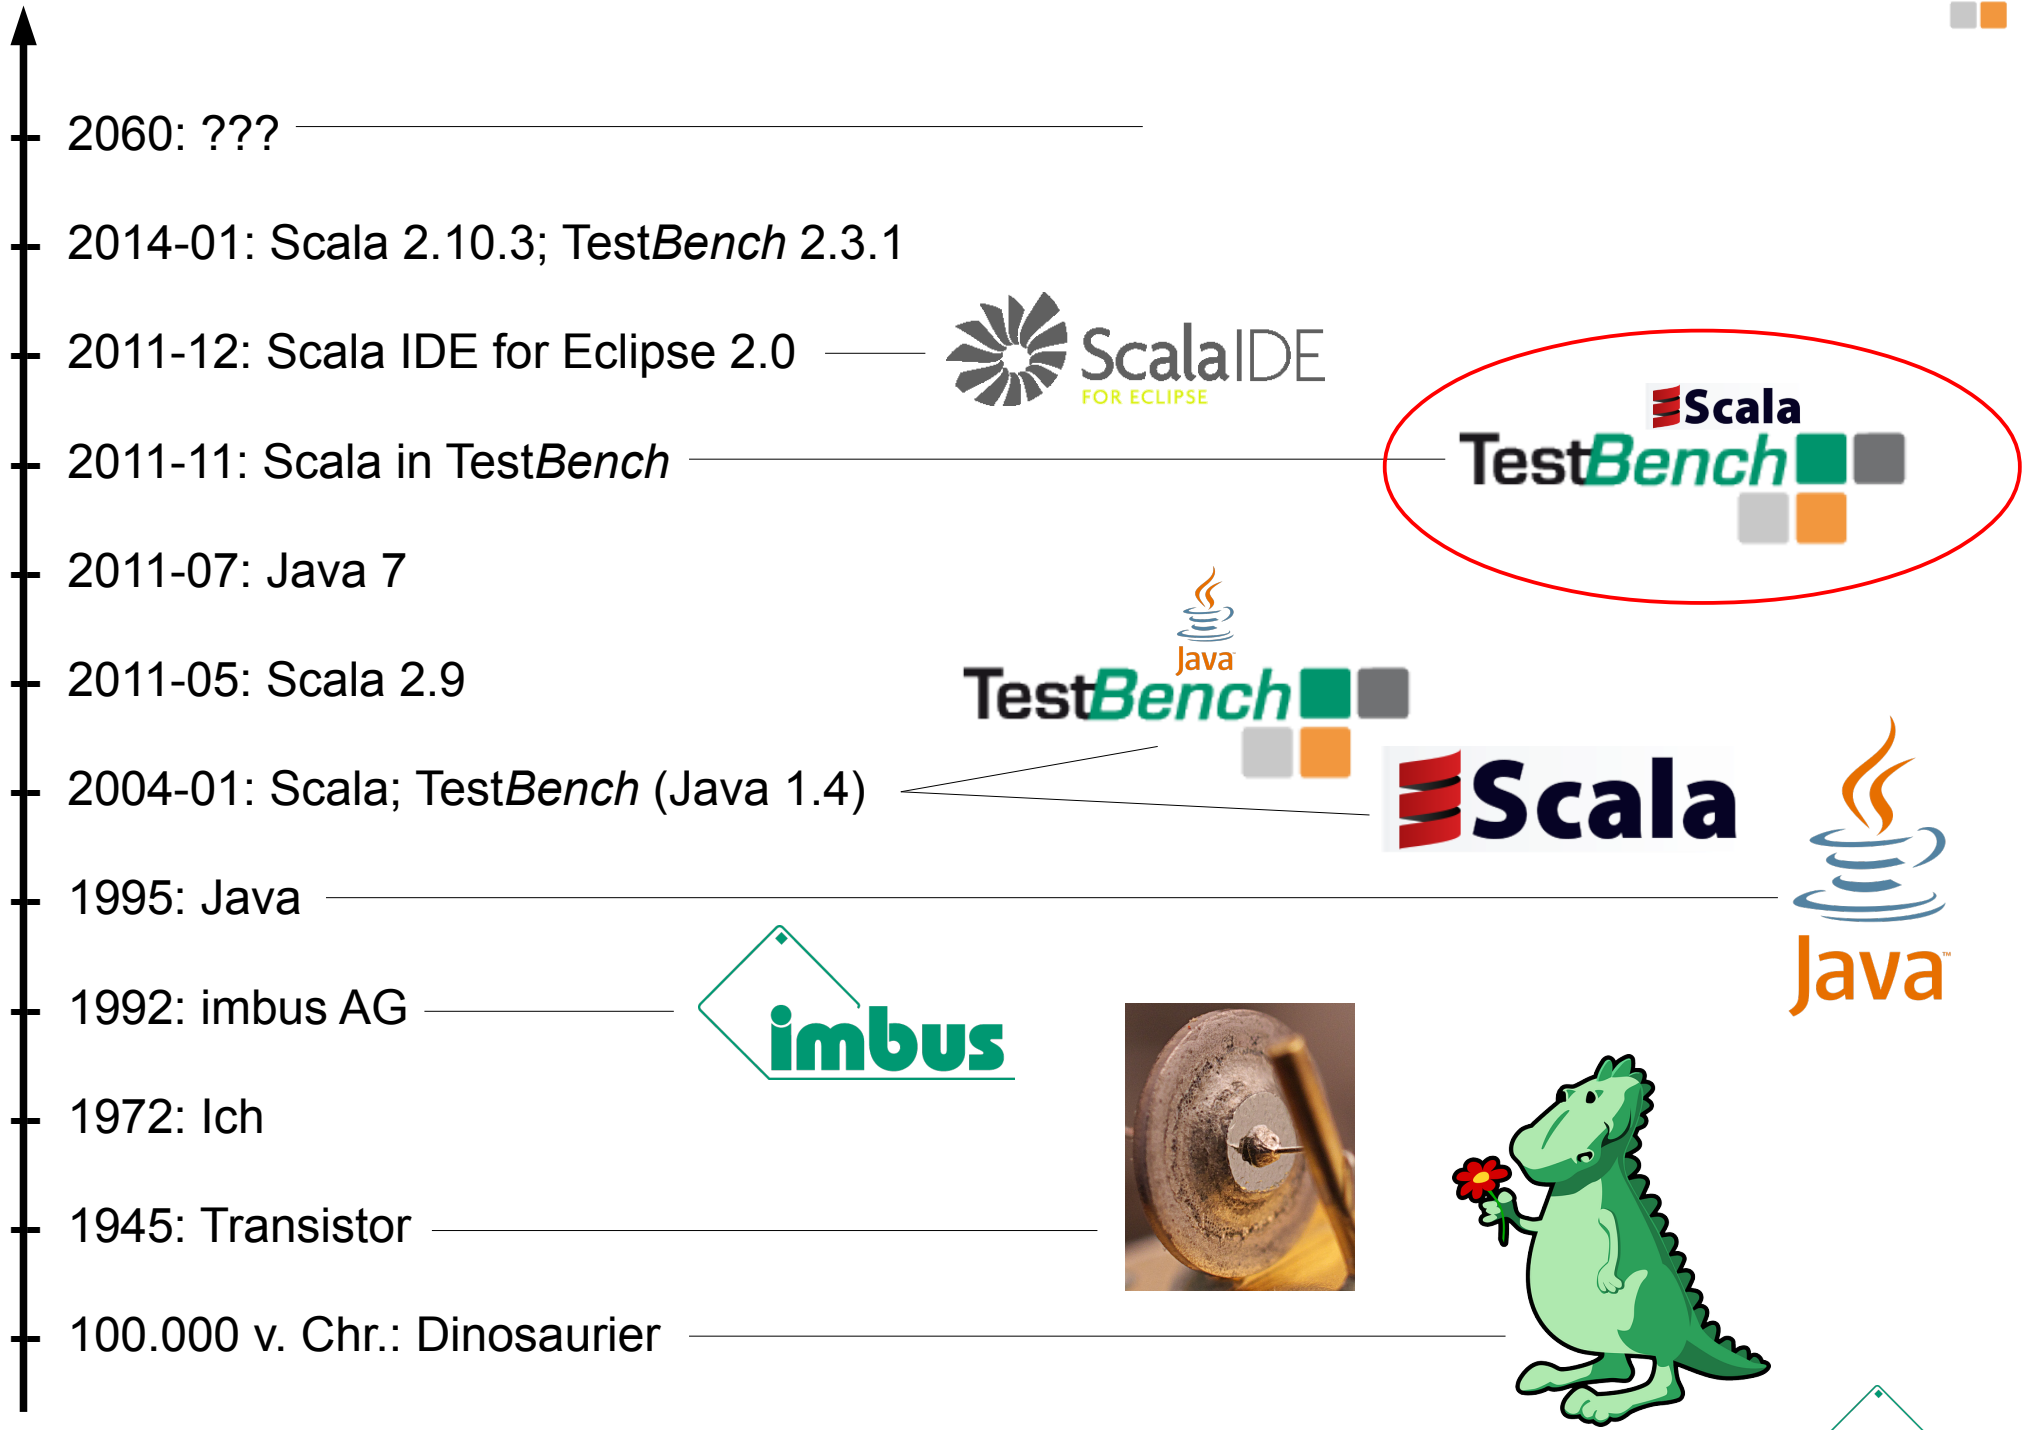 2060: ???
2014-01: Scala 2.10.3; TestBench 2.3.1
2011-12: Scala IDE for Eclipse 2.0
ScalaIDE
FOR ECLIPSE
Scala
2011-11: Scala in TestBench
TestBench
2011-07: Java 7
Java
2011-05: Scala 2.9
TestBench
2004-01: Scala; TestBench (Java 1.4)
Scala
1995: Java
Java™
1992: imbus AG
imbus
1972: Ich
1945: Transistor
100.000 v. Chr.: Dinosaurier